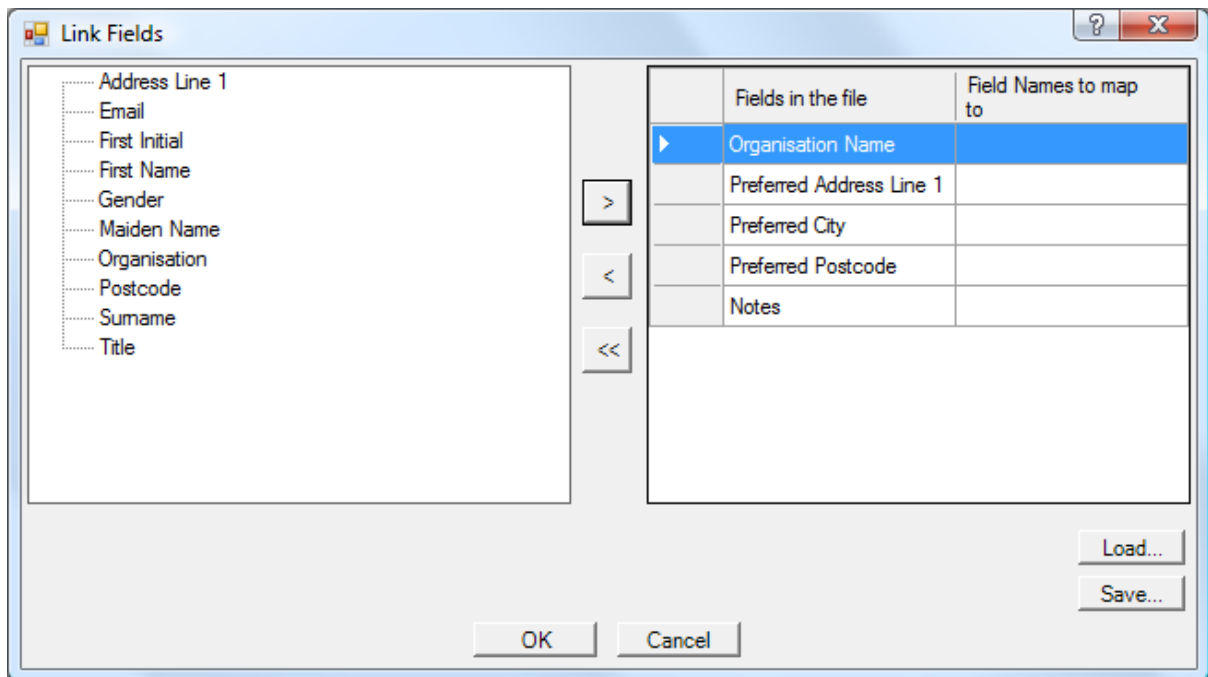 Link Fields
?
X
Address Line 1
Email
First Initial
First Name
Gender
Maiden Name
Organisation
Postcode
Surname
Title
>
<
<<
Fields in the file
Field Names to map
to
Organisation Name
Preferred Address Line 1
Preferred City
Preferred Postcode
Notes
Load...
Save...
OK
Cancel